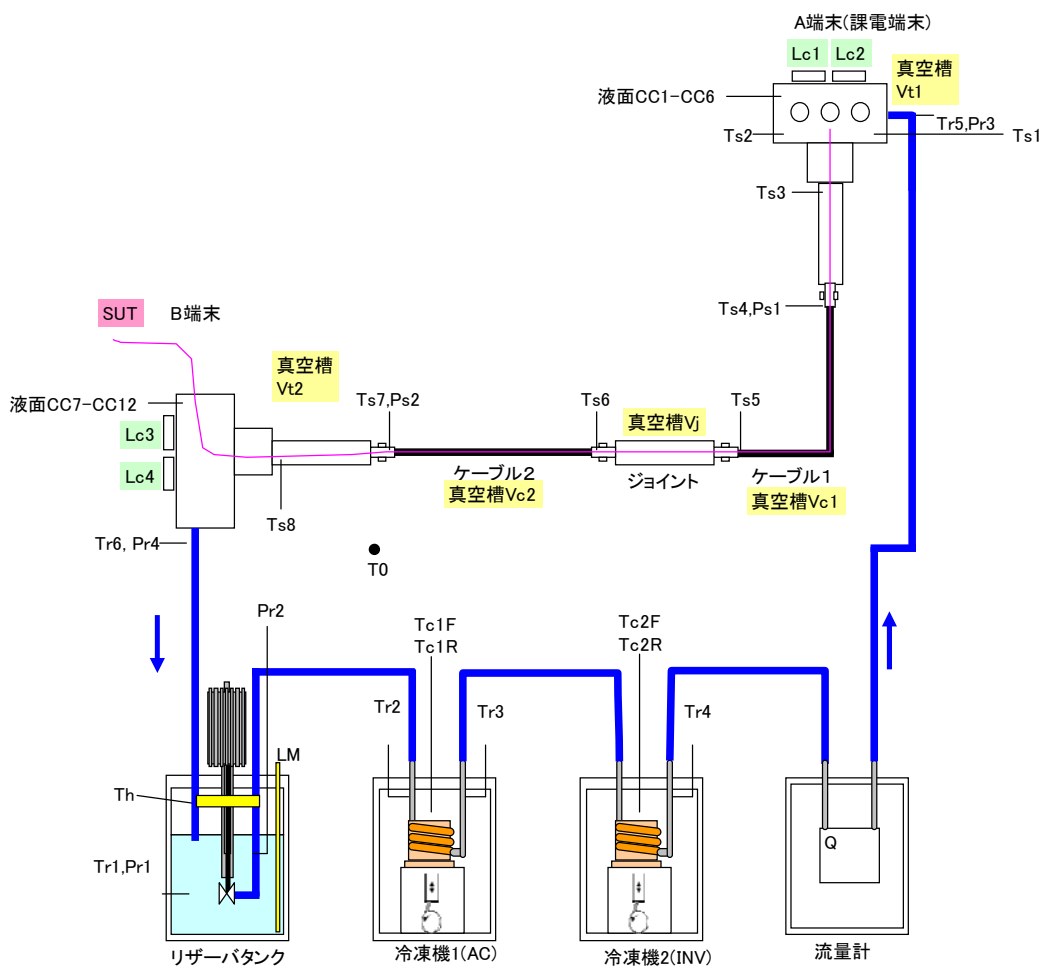 A端末(課電端末)
Lc1
Lc2
真空槽
Vt1
液面CC1-CC6
Ts2
Tr5,Pr3
Ts1
Ts3
Ts4,Ps1
SUT
B端末
真空槽
Vt2
液面CC7-CC12
Ts7,Ps2
Ts6
真空槽Vj
Ts5
Lc3
Lc4
ケーブル2
真空槽Vc2
ジョイント
ケーブル1
真空槽Vc1
Ts8
Tr6, Pr4
T0
Pr2
Tc1F
Tc1R
Tc2F
Tc2R
Tr2
Tr3
Tr4
LM
Th
Q
Tr1,Pr1
リザーバタンク
冷凍機1(AC)
冷凍機2(INV)
流量計